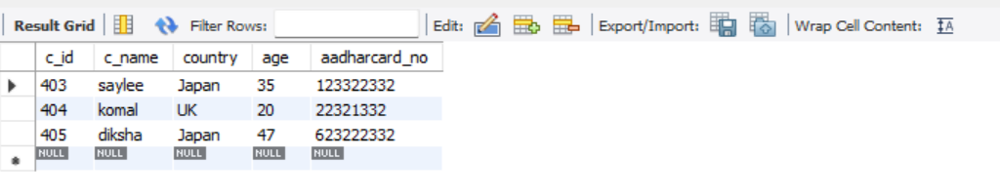 Result Grid Filter Rows: Edit: Export/Import: Wrap Cell Content: IA
c_id c_name country age aadharcard_no
403 saylee Japan 35 123322332
404 komal UK 20 22321332
405 diksha Japan 47 623222332
NULL NULL NULL NULL NULL